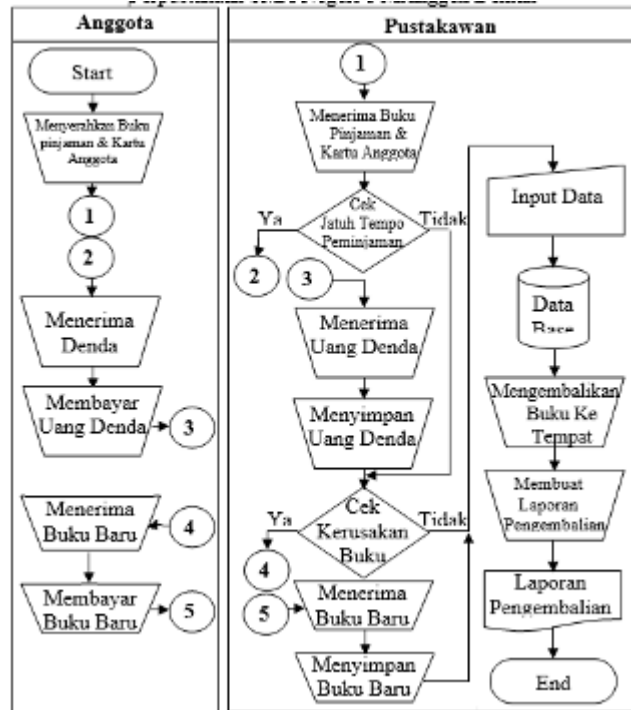 Anggota
Start
Menyerahkan Buku
pinjaman & Kartu
Anggota
1
2
Menerima
Denda
Membayar
Uang Denda
3
Menerima
Buku Baru
4
Membayar
Buku Baru
5
Pustakawan
1
Menerima Buku
Pinjaman &
Kartu Anggota
Ya
Cek
Jatuh Tempo
Peminjaman
Tidak
2
3
Menerima
Uang Denda
Menyimpan
Uang Denda
Ya
Cek
Kerusakan
Buku
Tidak
4
5
Menerima
Buku Baru
Menyimpan
Buku Baru
Input Data
Data
Base
Mengembalikan
Buku Ke
Tempat
Membuat
Laporan
Pengembalian
Laporan
Pengembalian
End